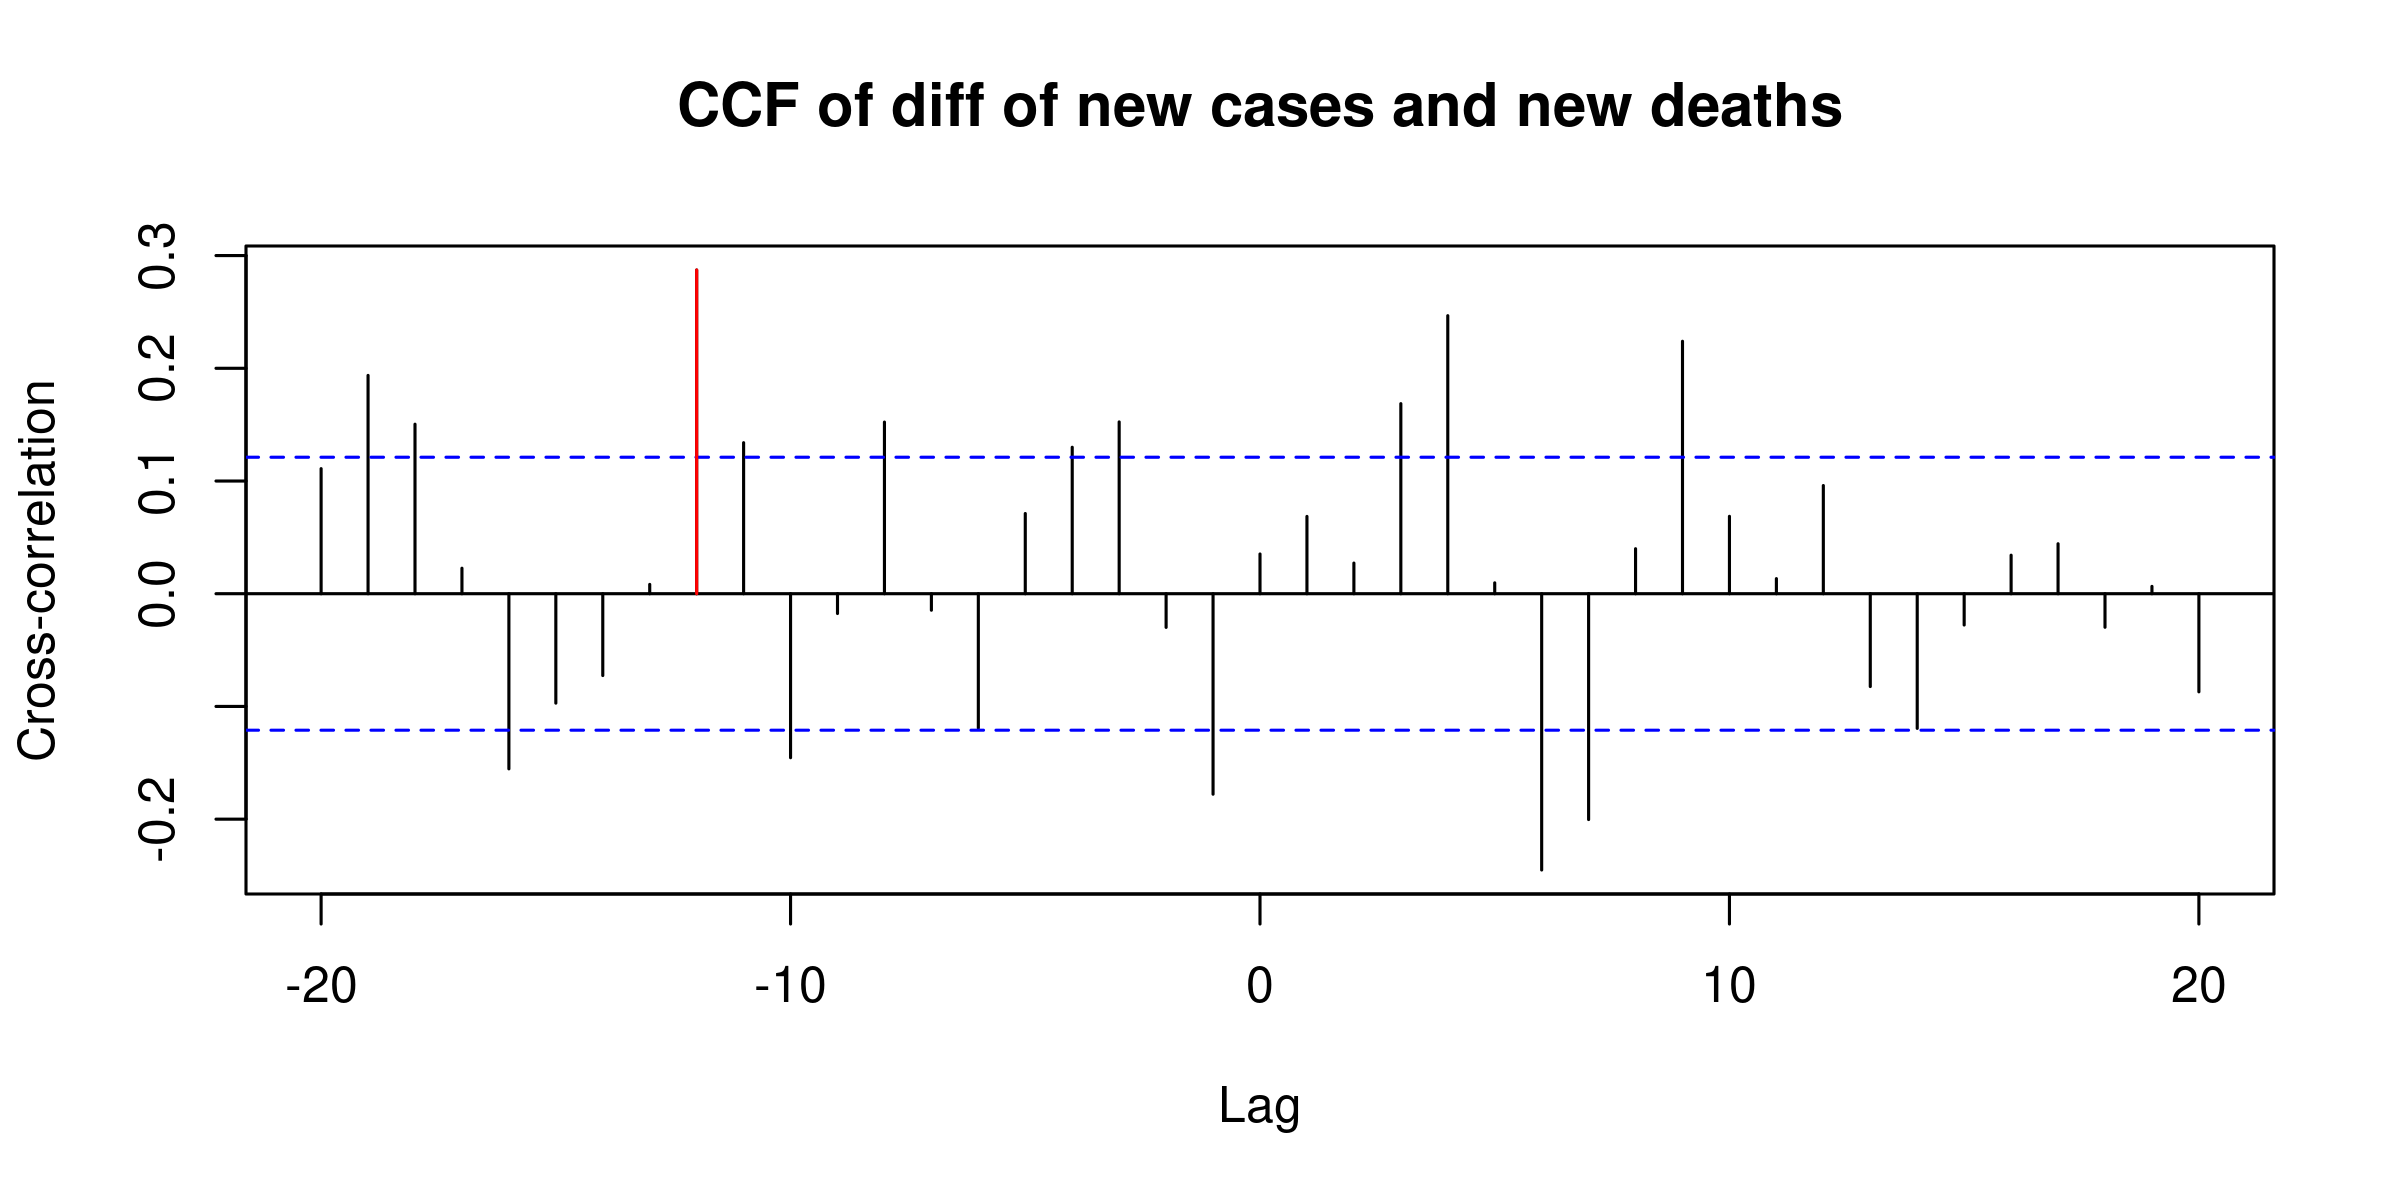 CCF of diff of new cases and new deaths
Cross-correlation
0.3
0.2
0.1
0.0
-0.2
-20 -10 0 10 20
Lag